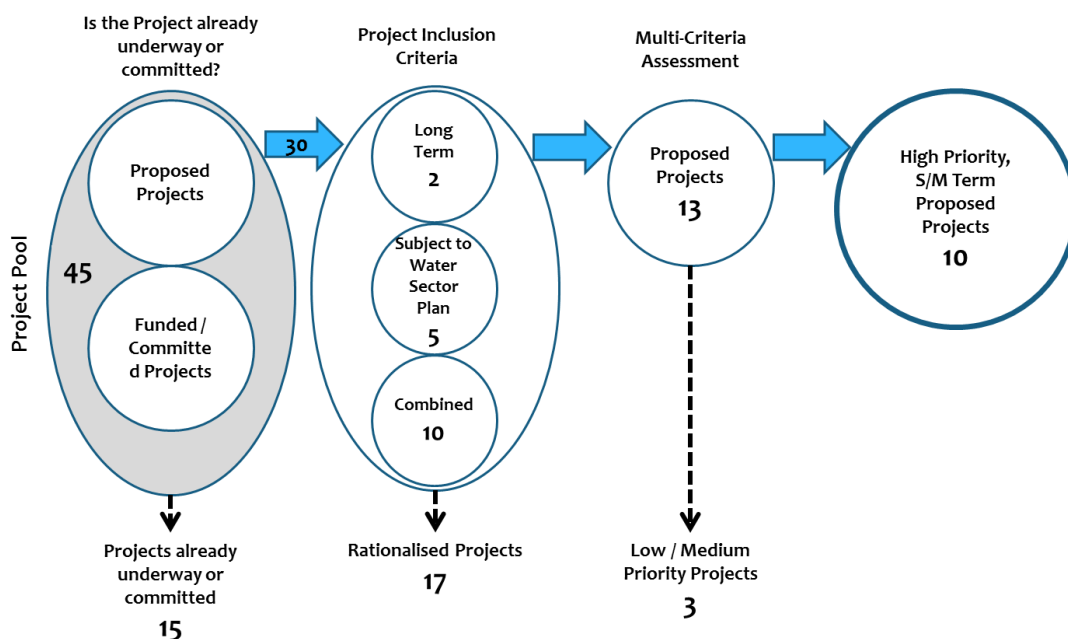 Is the Project already
underway or
committed?
Project Inclusion
Criteria
Multi-Criteria
Assessment
Project Pool
45
Proposed
Projects
Funded /
Committe
d Projects
30
Long
Term
2
Subject to
Water
Sector
Plan
5
Combined
10
Proposed
Projects
13
High Priority,
S/M Term
Proposed
Projects
10
Projects already
underway or
committed
15
Rationalised Projects
17
Low / Medium
Priority Projects
3